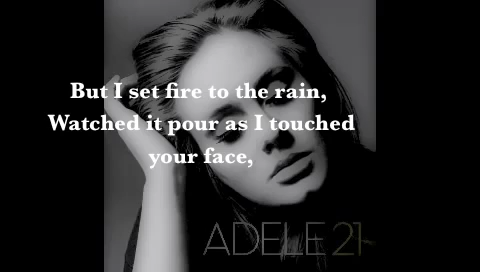 But I set fire to the rain,
Watched it pour as I touched
your face,
ADELE 21